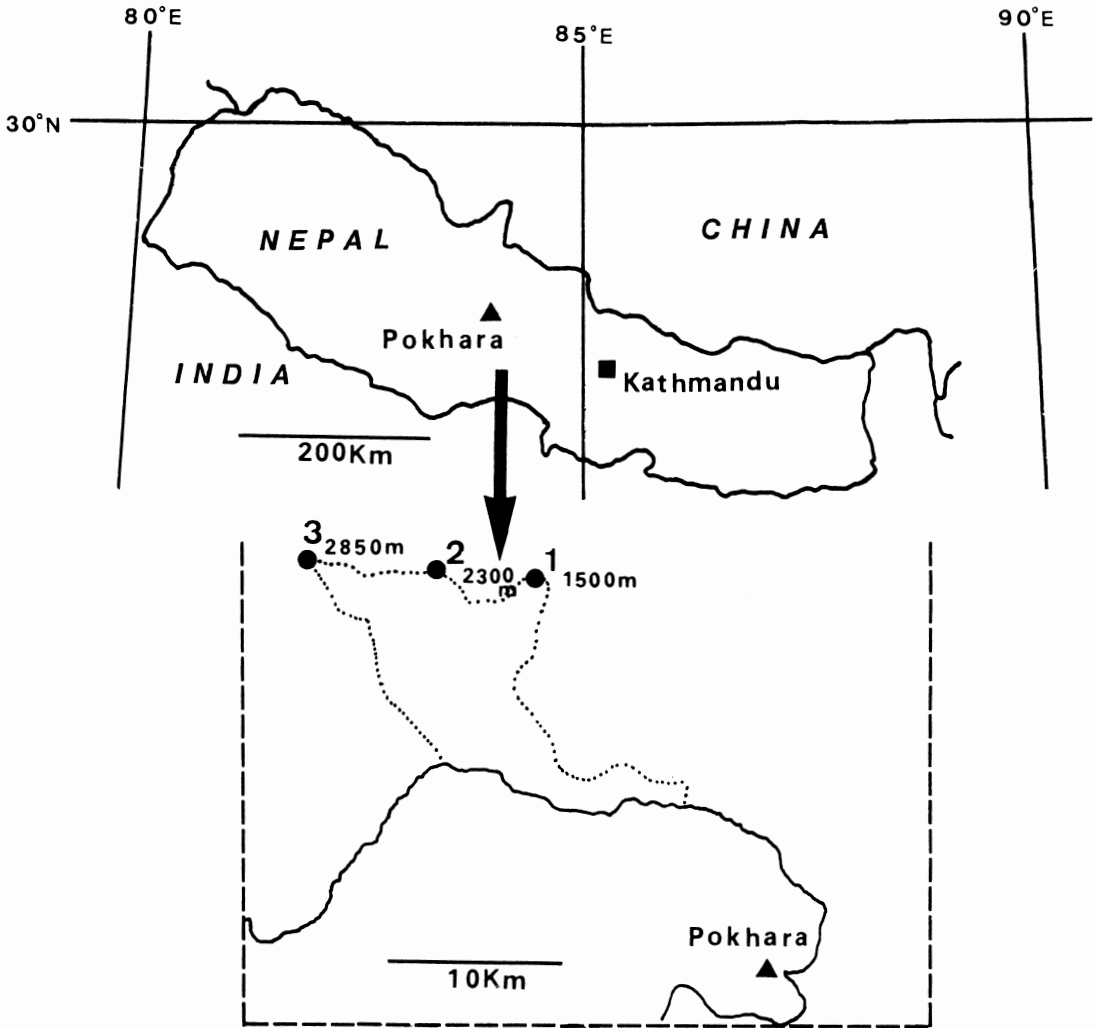 80°E
85°E
90°E
30°N
NEPAL
CHINA
Pokhara
INDIA
Kathmandu
200Km
3
2850m
2
2300
m
1
1500m
Pokhara
10Km